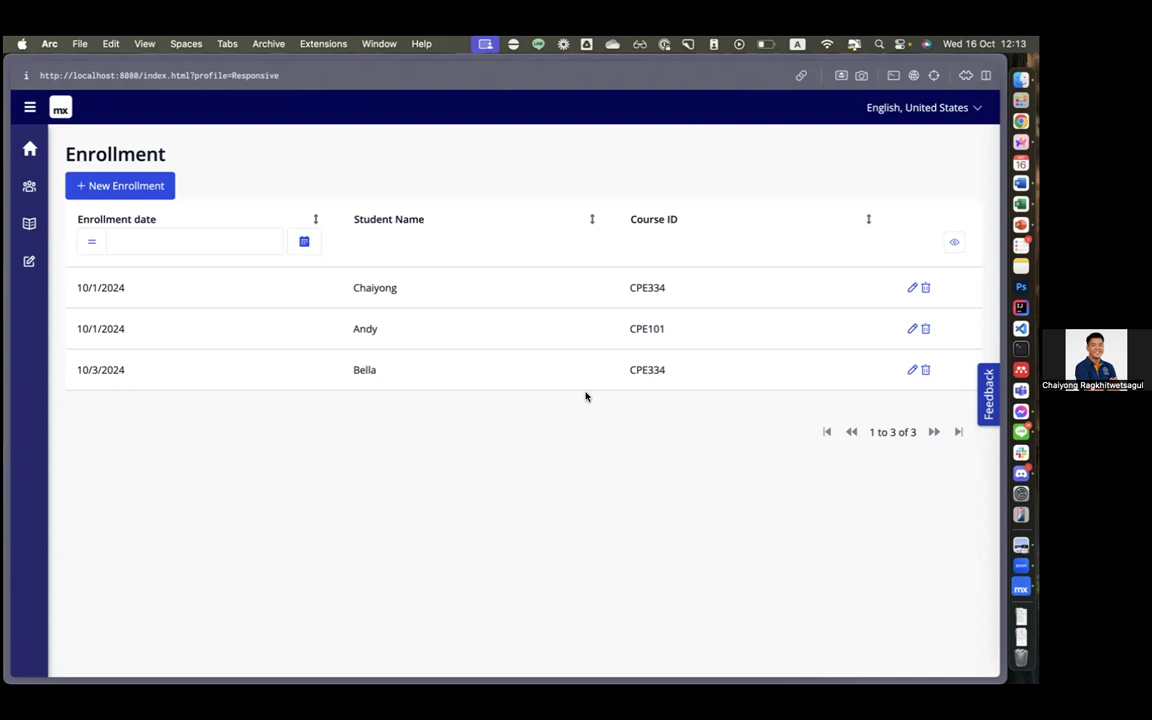 Arc File Edit View Spaces Tabs Archive Extensions Window Help A Wed 16 Oct 12:13
http://localhost:8080/index.html?profile=Responsive
mx English, United States
Enrollment
+ New Enrollment
Enrollment date Student Name Course ID
=
10/1/2024 Chaiyong CPE334
10/1/2024 Andy CPE101
10/3/2024 Bella CPE334
Feedback
1 to 3 of 3
Chaiyong Ragkhitwetsagul
16
Ps
mx